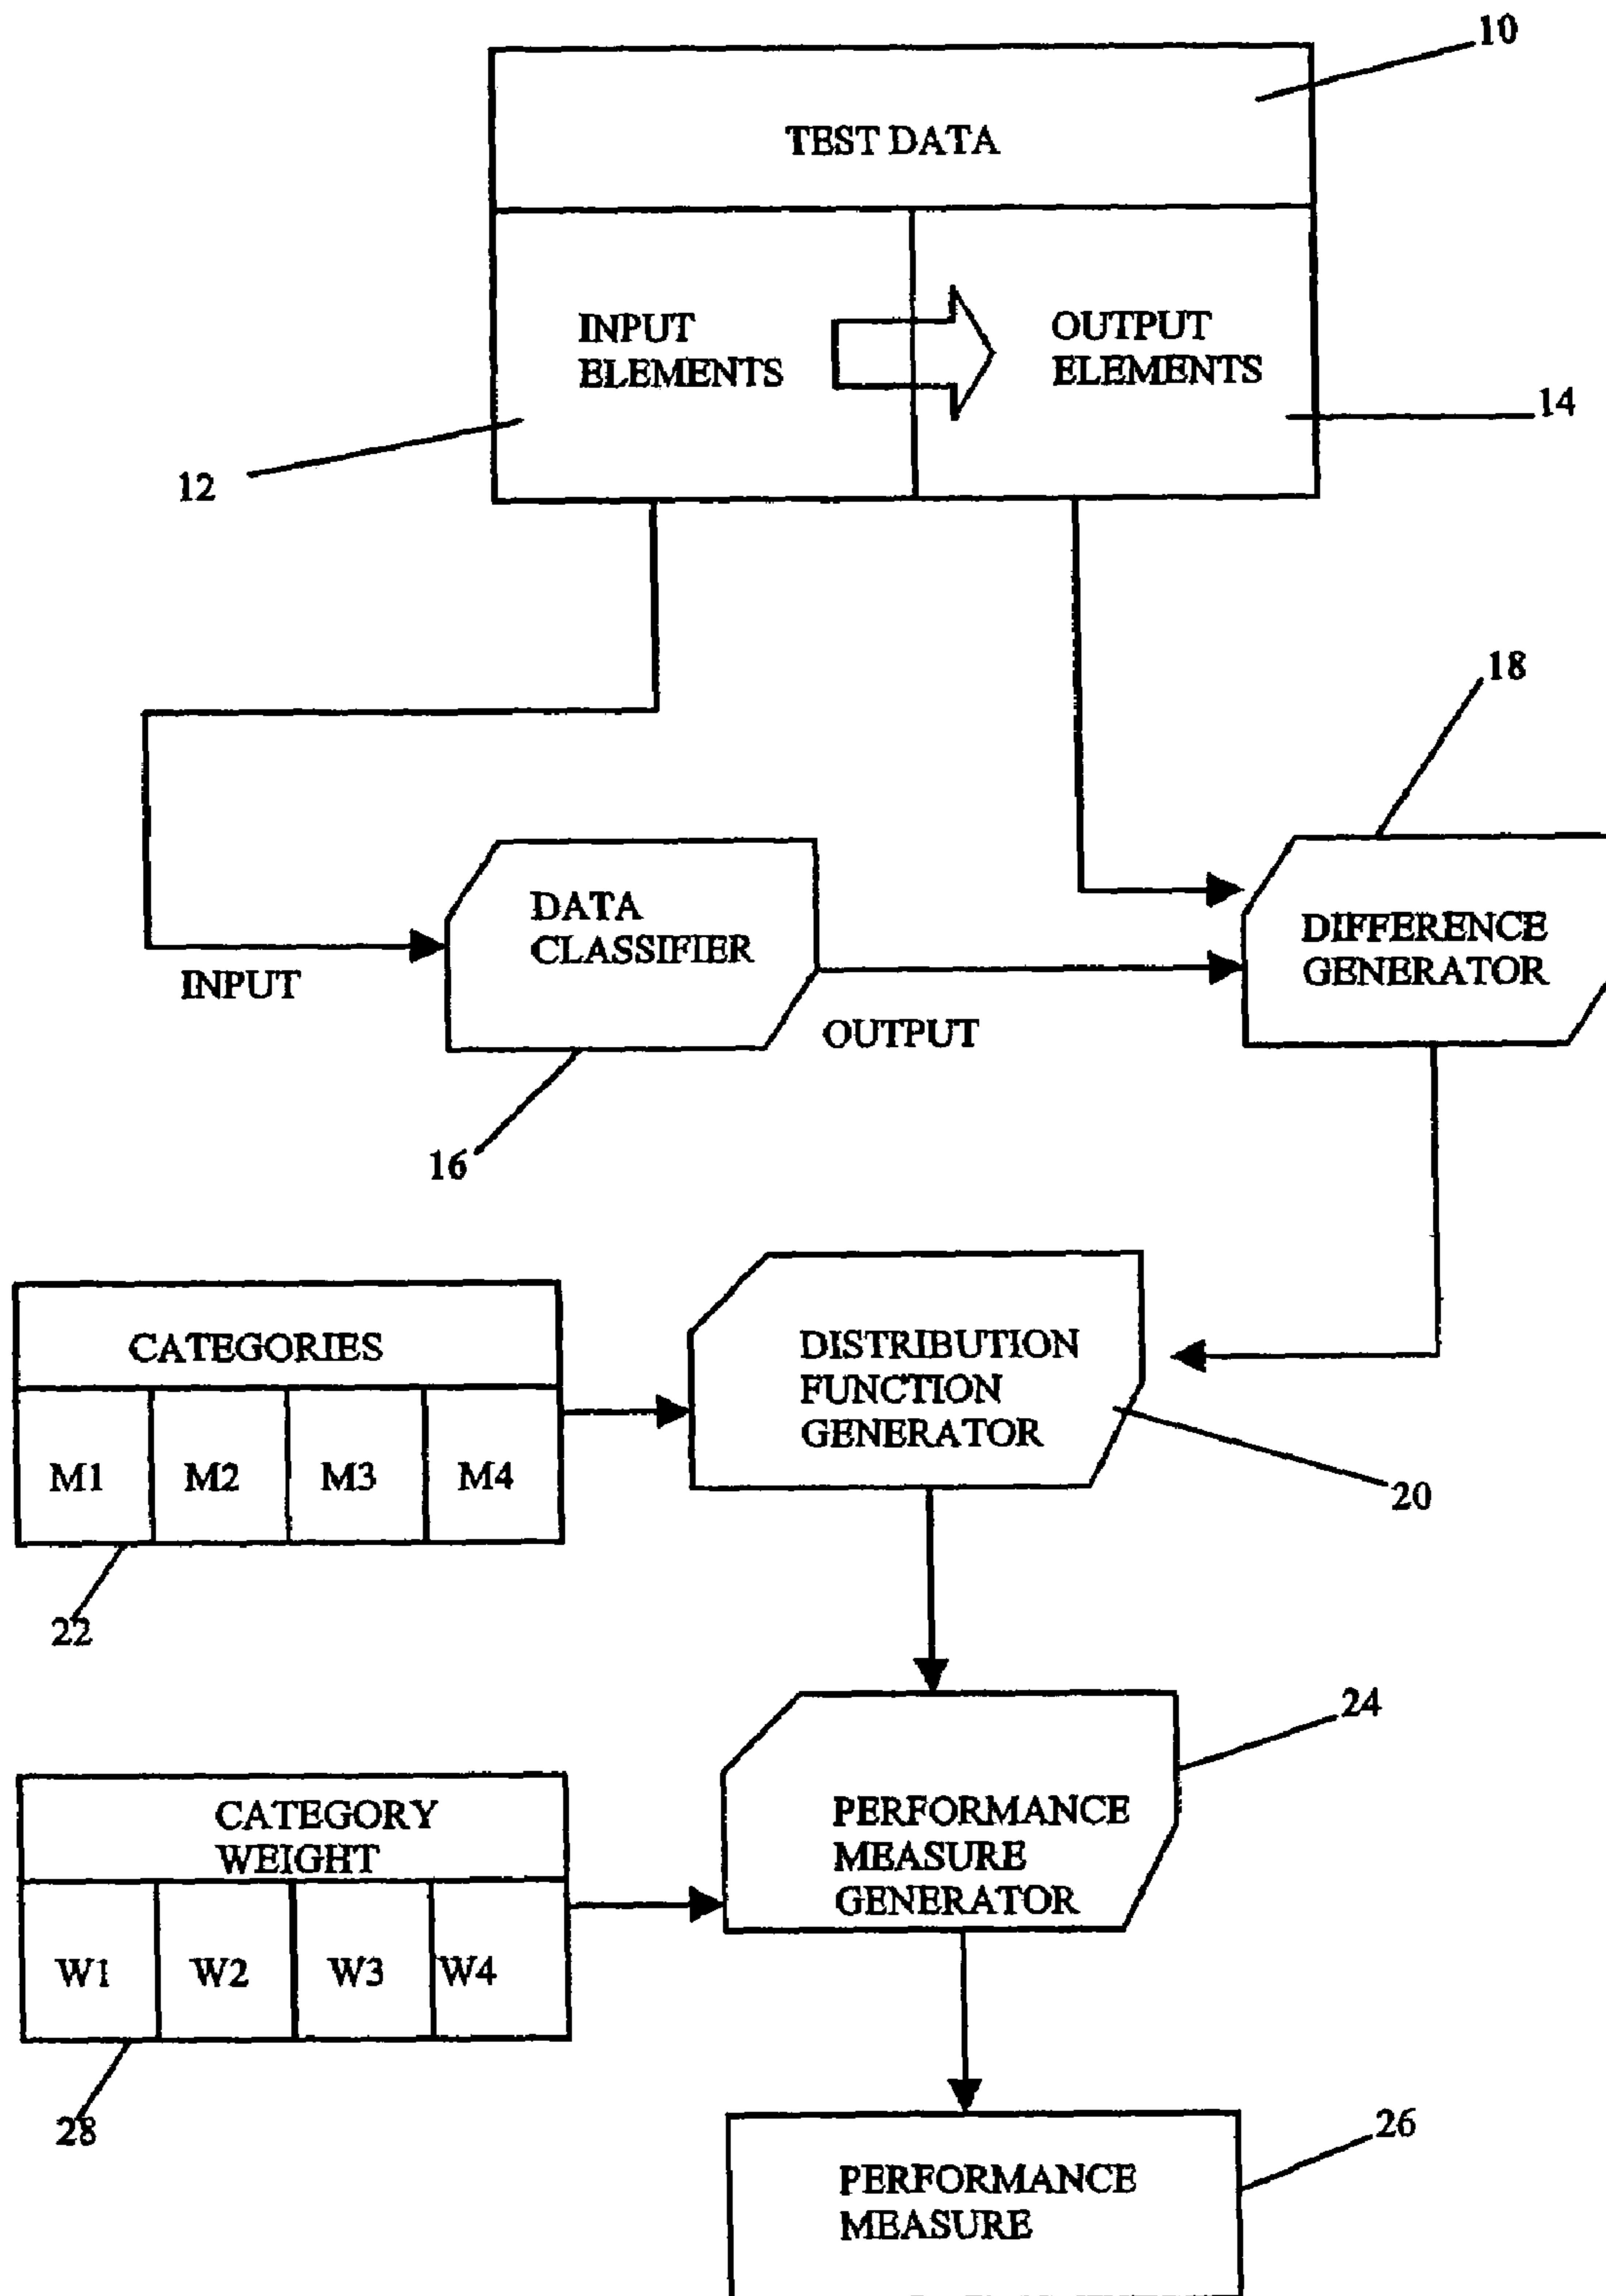 10
TEST DATA
INPUT
ELEMENTS
OUTPUT
ELEMENTS
14
12
18
DATA
CLASSIFIER
DIFFERENCE
GENERATOR
INPUT
OUTPUT
16
CATEGORIES
M1 M2 M3 M4
DISTRIBUTION
FUNCTION
GENERATOR
20
22
24
CATEGORY
WEIGHT
PERFORMANCE
MEASURE
GENERATOR
W1 W2 W3 W4
28
26
PERFORMANCE
MEASURE